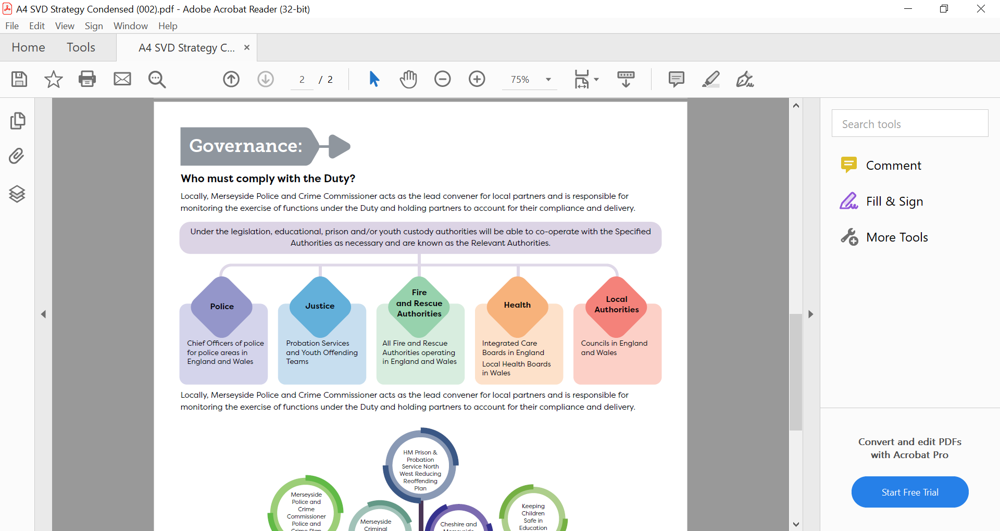 A4 SVD Strategy Condensed (002).pdf - Adobe Acrobat Reader (32-bit)
File Edit View Sign Window Help
Home Tools A4 SVD Strategy C... ×
2 / 2 75%
Search tools
Comment
Fill & Sign
More Tools
Convert and edit PDFs
with Acrobat Pro
Start Free Trial
Governance:
Who must comply with the Duty?
Locally, Merseyside Police and Crime Commissioner acts as the lead convener for local partners and is responsible for
monitoring the exercise of functions under the Duty and holding partners to account for their compliance and delivery.
Under the legislation, educational, prison and/or youth custody authorities will be able to co-operate with the Specified
Authorities as necessary and are known as the Relevant Authorities.
Police
Chief Officers of police
for police areas in
England and Wales
Justice
Probation Services
and Youth Offending
Teams
Fire
and Rescue
Authorities
All Fire and Rescue
Authorities operating
in England and Wales
Health
Integrated Care
Boards in England
Local Health Boards
in Wales
Local
Authorities
Councils in England
and Wales
Locally, Merseyside Police and Crime Commissioner acts as the lead convener for local partners and is responsible for
monitoring the exercise of functions under the Duty and holding partners to account for their compliance and delivery.
HM Prison &
Probation
Service North
West Reducing
Reoffending
Plan
Merseyside
Police and
Crime
Commissioner
Police and
Crime Plan
Merseyside
Criminal
Cheshire and
Merseyside
Keeping
Children
Safe in
Education